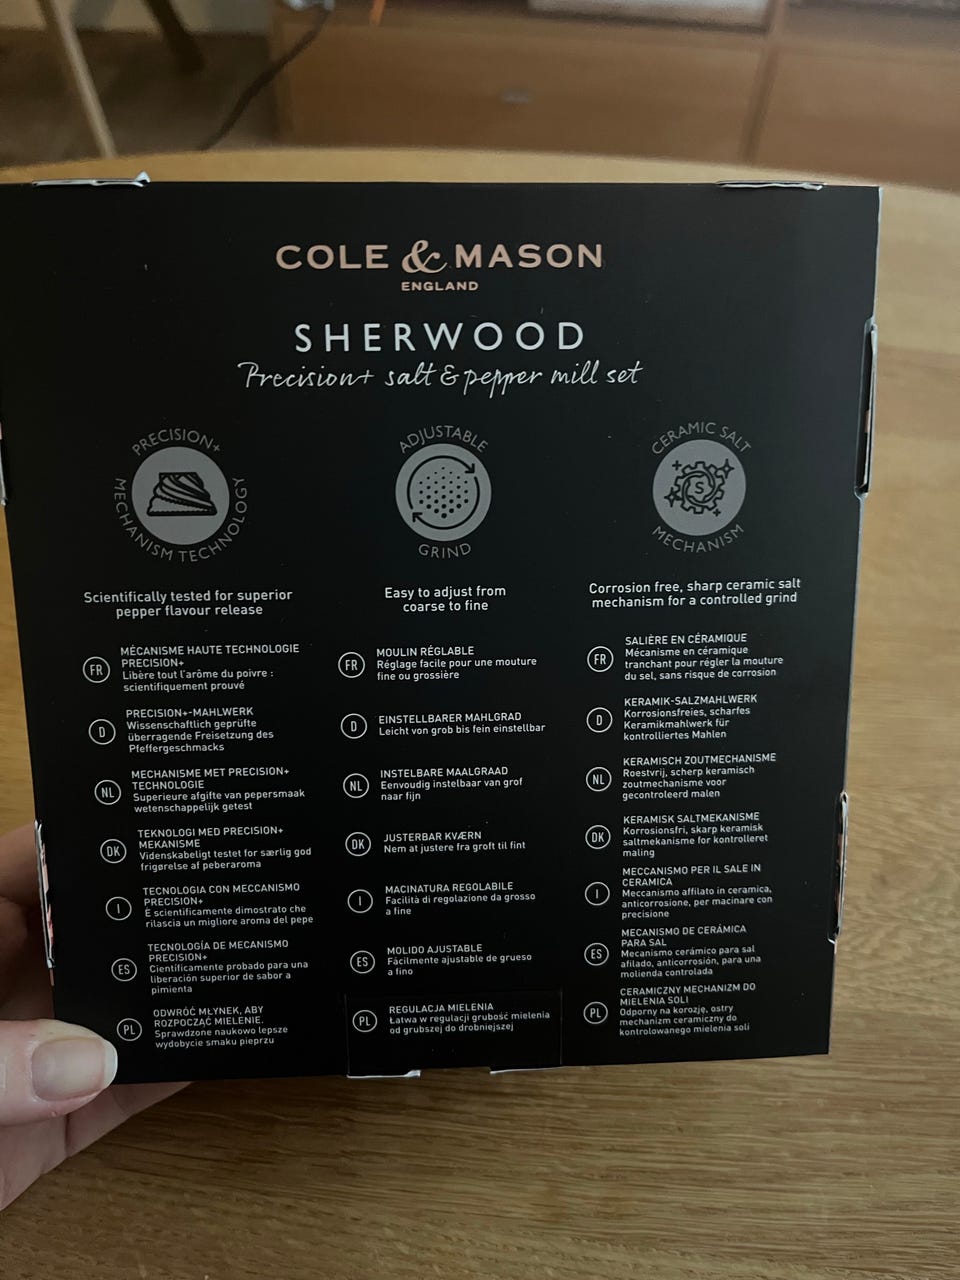 COLE & MASON
ENGLAND
SHERWOOD
Precision+ salt & pepper mill set
PRECISION+
MECHANISM TECHNOLOGY
Scientifically tested for superior
pepper flavour release
FR
MÉCANISME HAUTE TECHNOLOGIE
PRECISION+
Libère tout l'arôme du poivre :
scientifiquement prouvé
D
PRECISION+-MAHLWERK
Wissenschaftlich geprüfte
überragende Freisetzung des
Pfeffergeschmacks
NL
MECHANISME MET PRECISION+
TECHNOLOGIE
Superieure afgifte van pepersmaak
wetenschappelijk getest
DK
TEKNOLOGI MED PRECISION+
MEKANISME
Videnskabeligt testet for særlig god
frigørelse af peberaroma
I
TECNOLOGIA CON MECCANISMO
PRECISION+
È scientificamente dimostrato che
rilascia un migliore aroma del pepe
ES
TECNOLOGÍA DE MECANISMO
PRECISION+
Científicamente probado para una
liberación superior de sabor a
pimienta
PL
ODWRÓĆ MŁYNEK, ABY
ROZPOCZĄĆ MIELENIE.
Sprawdzone naukowo lepsze
wydobycie smaku pieprzu
ADJUSTABLE
GRIND
Easy to adjust from
coarse to fine
FR
MOULIN RÉGLABLE
Réglage facile pour une mouture
fine ou grossière
D
EINSTELLBARER MAHLGRAD
Leicht von grob bis fein einstellbar
NL
INSTELBARE MAALGRAAD
Eenvoudig instelbaar van grof
naar fijn
DK
JUSTERBAR KVÆRN
Nem at justere fra groft til fint
I
MACINATURA REGOLABILE
Facilità di regolazione da grosso
a fine
ES
MOLIDO AJUSTABLE
Fácilmente ajustable de grueso
a fino
PL
REGULACJA MIELENIA
Łatwa w regulacji grubość mielenia
od grubszej do drobniejszej
CERAMIC SALT
S
MECHANISM
Corrosion free, sharp ceramic salt
mechanism for a controlled grind
FR
SALIÈRE EN CÉRAMIQUE
Mécanisme en céramique
tranchant pour régler la mouture
du sel, sans risque de corrosion
D
KERAMIK-SALZMAHLWERK
Korrosionsfreies, scharfes
Keramikmahlwerk für
kontrolliertes Mahlen
NL
KERAMISCH ZOUTMECHANISME
Roestvrij, scherp keramisch
zoutmechanisme voor
gecontroleerd malen
DK
KERAMISK SALTMEKANISME
Korrosionsfri, skarp keramisk
saltmekanisme for kontrolleret
maling
I
MECCANISMO PER IL SALE IN
CERAMICA
Meccanismo affilato in ceramica,
anticorrosione, per macinare con
precisione
ES
MECANISMO DE CERÁMICA
PARA SAL
Mecanismo cerámico para sal
afilado, anticorrosión, para una
molienda controlada
PL
CERAMICZNY MECHANIZM DO
MIELENIA SOLI
Odporny na korozję, ostry
mechanizm ceramiczny do
kontrolowanego mielenia soli